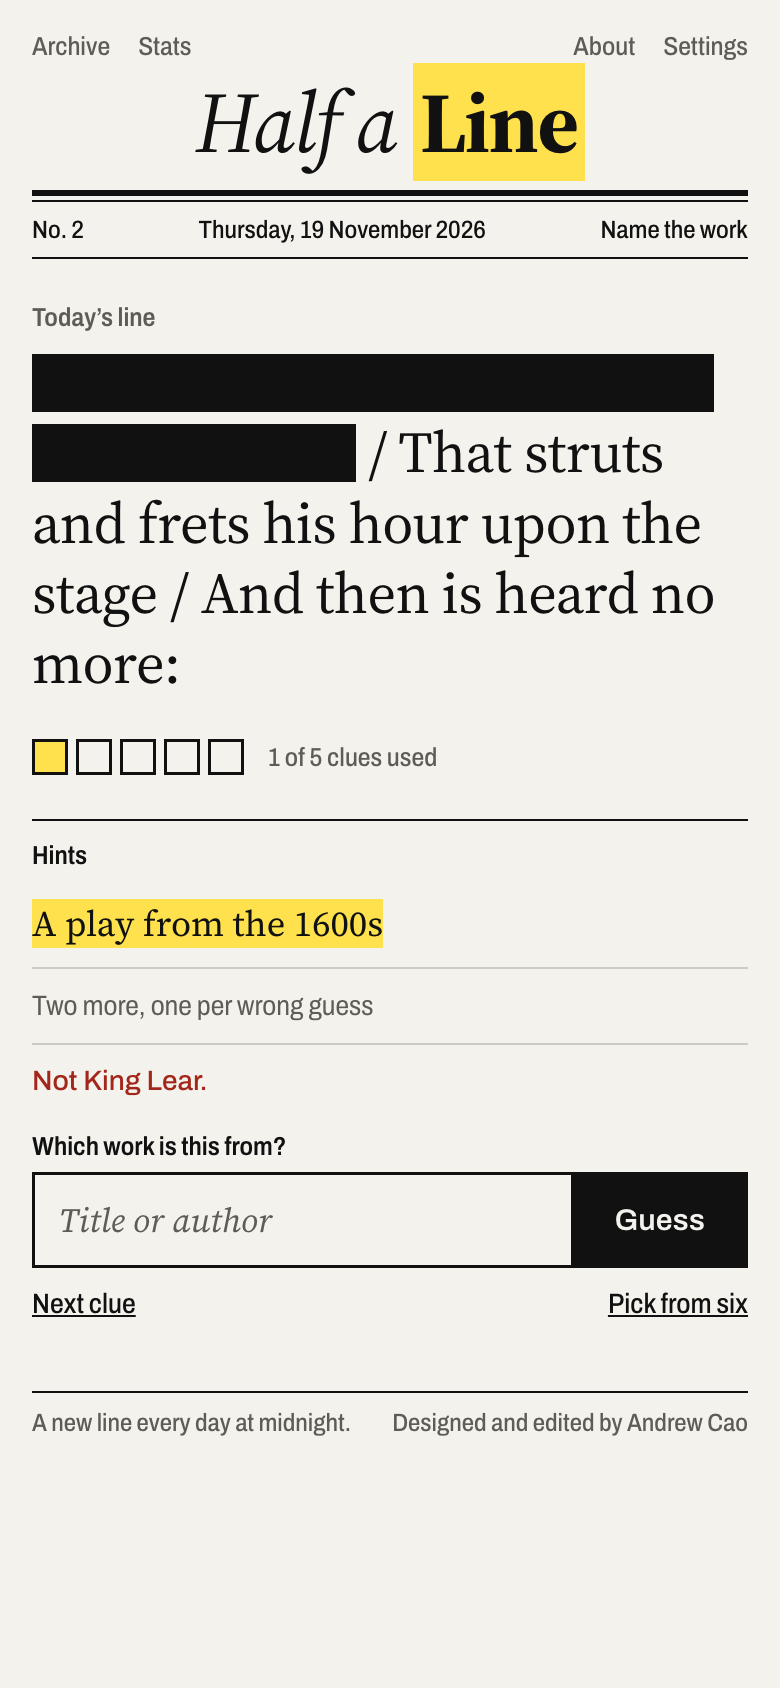 Archive Stats About Settings
Half a Line
No. 2 Thursday, 19 November 2026 Name the work
Today’s line
/ That struts
and frets his hour upon the
stage / And then is heard no
more:
1 of 5 clues used
Hints
A play from the 1600s
Two more, one per wrong guess
Not King Lear.
Which work is this from?
Title or author Guess
Next clue Pick from six
A new line every day at midnight. Designed and edited by Andrew Cao